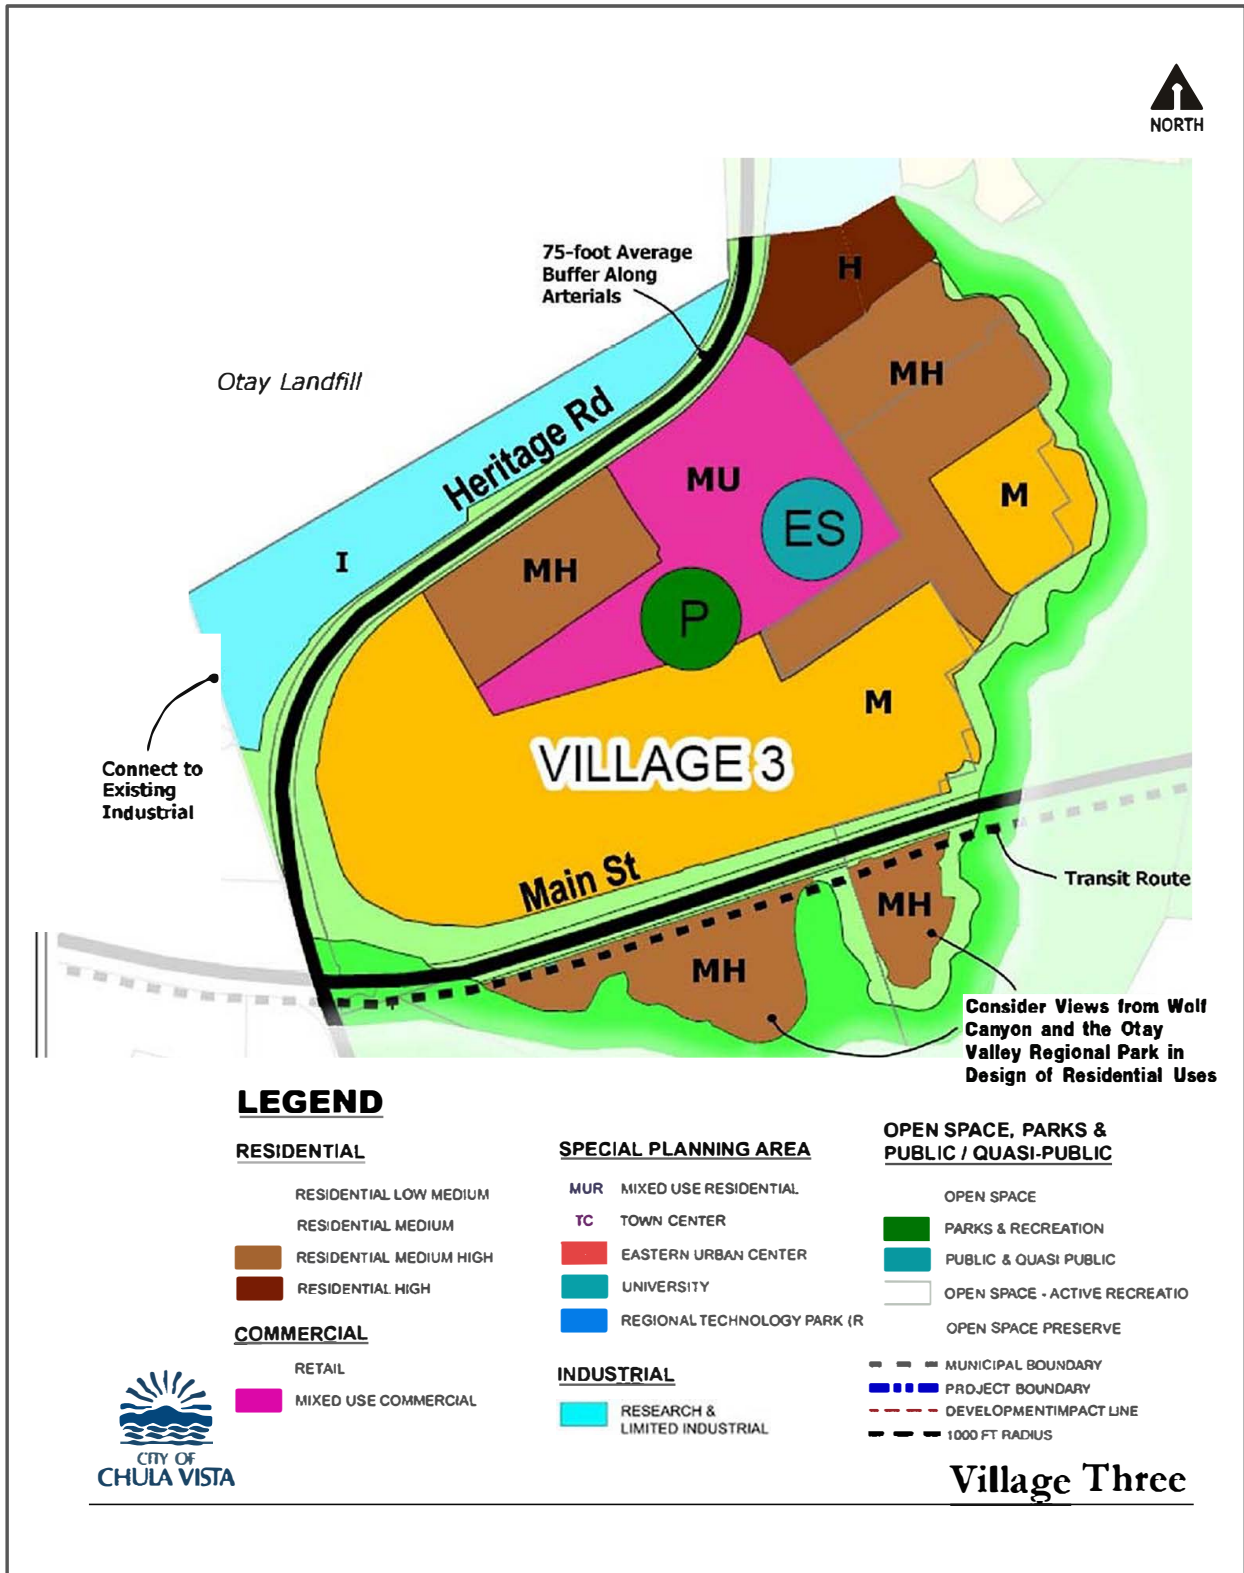 NORTH
75-foot Average
Buffer Along
Arterials
H
Otay Landfill
MH
Heritage Rd
MU
M
ES
I
MH
P
M
VILLAGE 3
Connect to
Existing
Industrial
Main St
Transit Route
MH
MH
Consider Views from Wolf
Canyon and the Otay
Valley Regional Park in
Design of Residential Uses
LEGEND
RESIDENTIAL
RESIDENTIAL LOW MEDIUM
RESIDENTIAL MEDIUM
RESIDENTIAL MEDIUM HIGH
RESIDENTIAL HIGH
COMMERCIAL
RETAIL
MIXED USE COMMERCIAL
SPECIAL PLANNING AREA
MUR MIXED USE RESIDENTIAL
TC TOWN CENTER
EASTERN URBAN CENTER
UNIVERSITY
REGIONAL TECHNOLOGY PARK (R
INDUSTRIAL
RESEARCH &
LIMITED INDUSTRIAL
OPEN SPACE, PARKS &
PUBLIC / QUASI-PUBLIC
OPEN SPACE
PARKS & RECREATION
PUBLIC & QUASI PUBLIC
OPEN SPACE - ACTIVE RECREATIO
OPEN SPACE PRESERVE
MUNICIPAL BOUNDARY
PROJECT BOUNDARY
DEVELOPMENT IMPACT LINE
1000 FT RADIUS
CITY OF
CHULA VISTA
Village Three